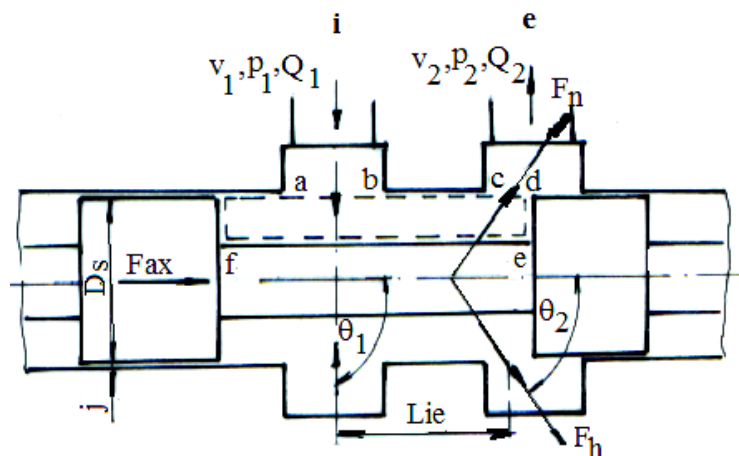 i e
v₁,p₁,Q₁ v₂,p₂,Q₂
Fₙ
a b c d
Dₛ Fax f e
θ₁ θ₂
j Lie
Fₕ